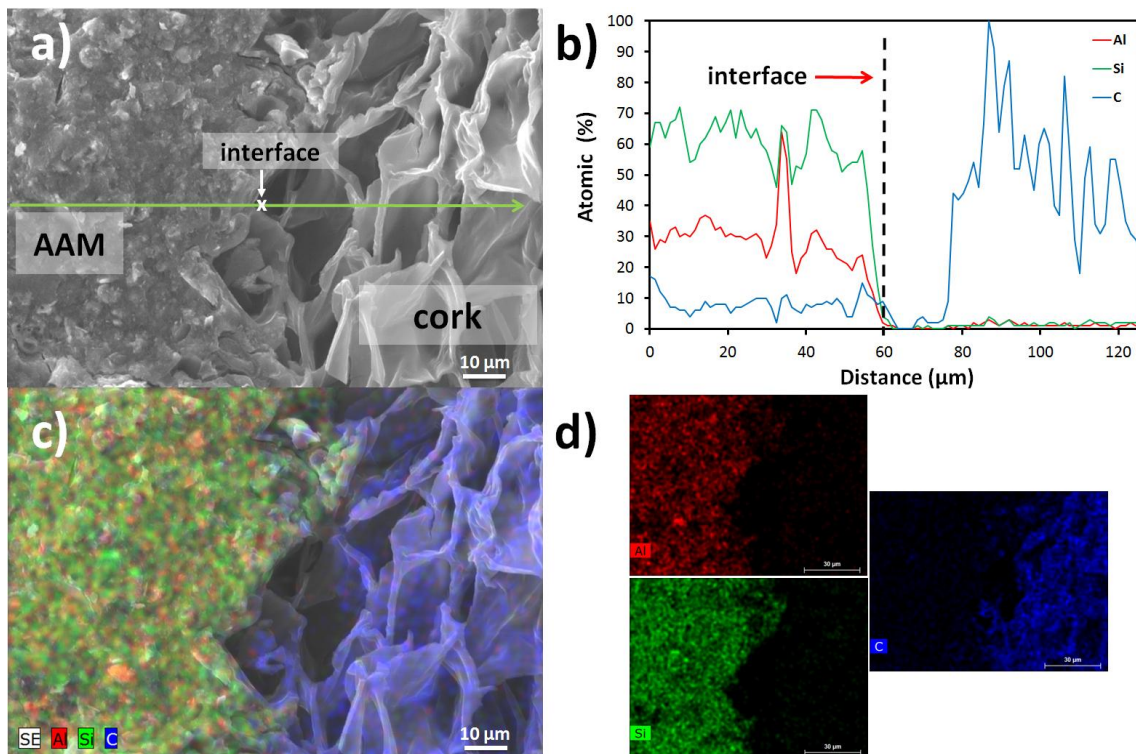 a)
interface
x
AAM
cork
10 µm
b)
100
90
80
70
60
50
40
30
20
10
0
Atomic (%)
interface
Al
Si
C
0 20 40 60 80 100 120
Distance (µm)
c)
SE Al Si C
10 µm
d)
Al
30 µm
Si
30 µm
C
30 µm